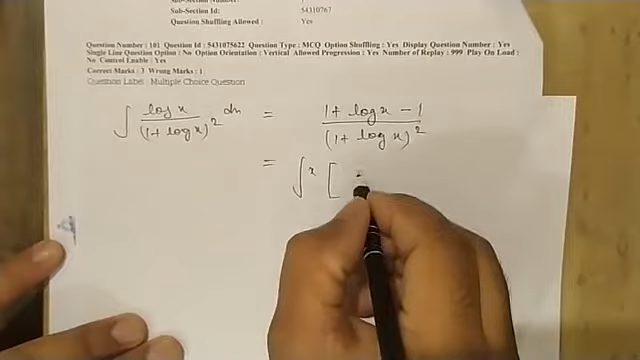 Sub-Section Id: 54310767
Question Shuffling Allowed : Yes
Question Number : 101 Question Id : 5431075622 Question Type : MCQ Option Shuffling : Yes Display Question Number : Yes
Single Line Question Option : No Option Orientation : Vertical Allowed Progression : Yes Number of Replay : 999 Play On Load :
No Control Enable : Yes
Correct Marks : 3 Wrong Marks : 1
Question Label : Multiple Choice Question
∫ log x / (1 + log x)² dx = 1 + log x - 1 / (1 + log x)²
= ∫ x [